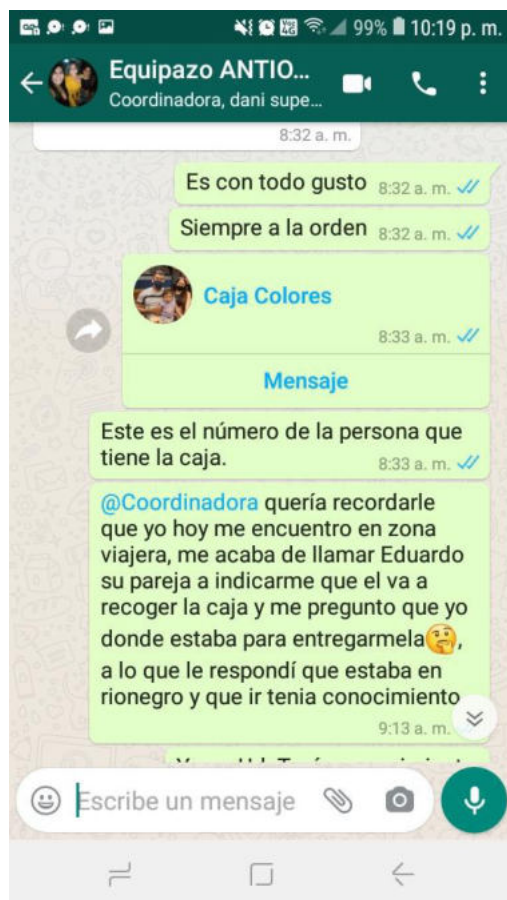 99% 10:19 p. m.
Equipazo ANTIO...
Coordinadora, dani supe...
8:32 a. m.
Es con todo gusto 8:32 a. m.
Siempre a la orden 8:32 a. m.
Caja Colores
8:33 a. m.
Mensaje
Este es el número de la persona que
tiene la caja.
8:33 a. m.
@Coordinadora quería recordarle
que yo hoy me encuentro en zona
viajera, me acaba de llamar Eduardo
su pareja a indicarme que el va a
recoger la caja y me pregunto que yo
donde estaba para entregarmela🤔,
a lo que le respondí que estaba en
rionegro y que ir tenia conocimiento
9:13 a. m.
Escribe un mensaje